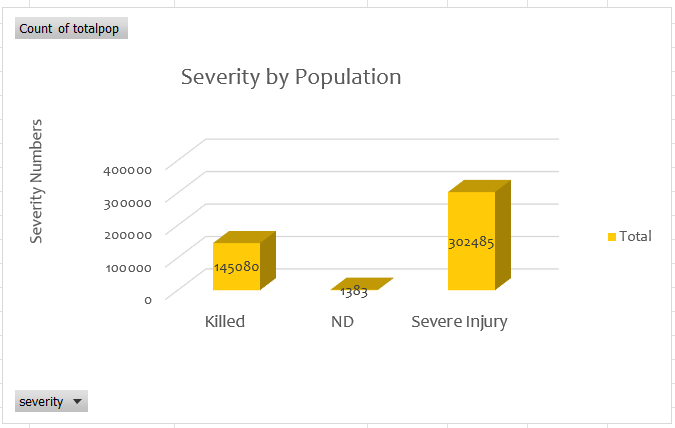 Count of totalpop
Severity by Population
Severity Numbers
400000
300000
200000
100000
0
145080
1383
302485
Killed
ND
Severe Injury
Total
severity